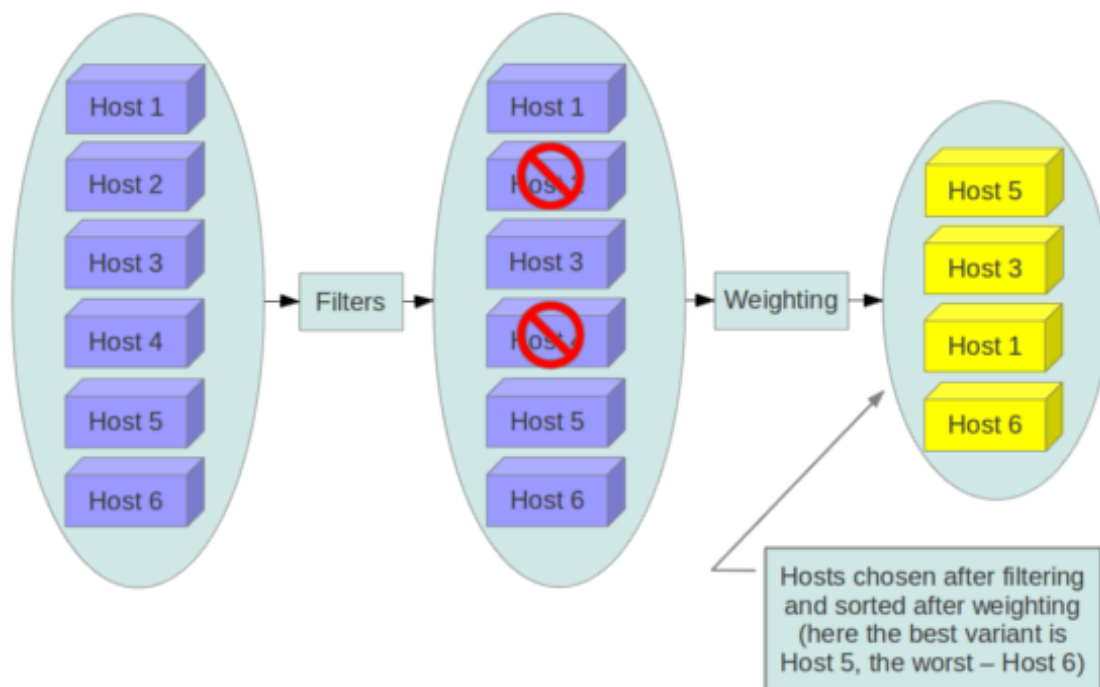 Host 1
Host 2
Host 3
Host 4
Host 5
Host 6
Filters
Host 1
Host 3
Host 5
Host 6
Weighting
Host 5
Host 3
Host 1
Host 6
Hosts chosen after filtering
and sorted after weighting
(here the best variant is
Host 5, the worst – Host 6)